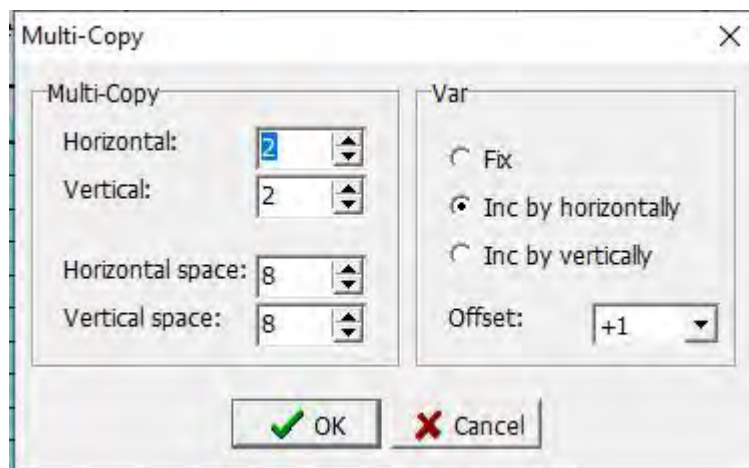 Multi-Copy
Multi-Copy
Horizontal: 2
Vertical: 2
Horizontal space: 8
Vertical space: 8
Var
Fix
Inc by horizontally
Inc by vertically
Offset: +1
OK
Cancel